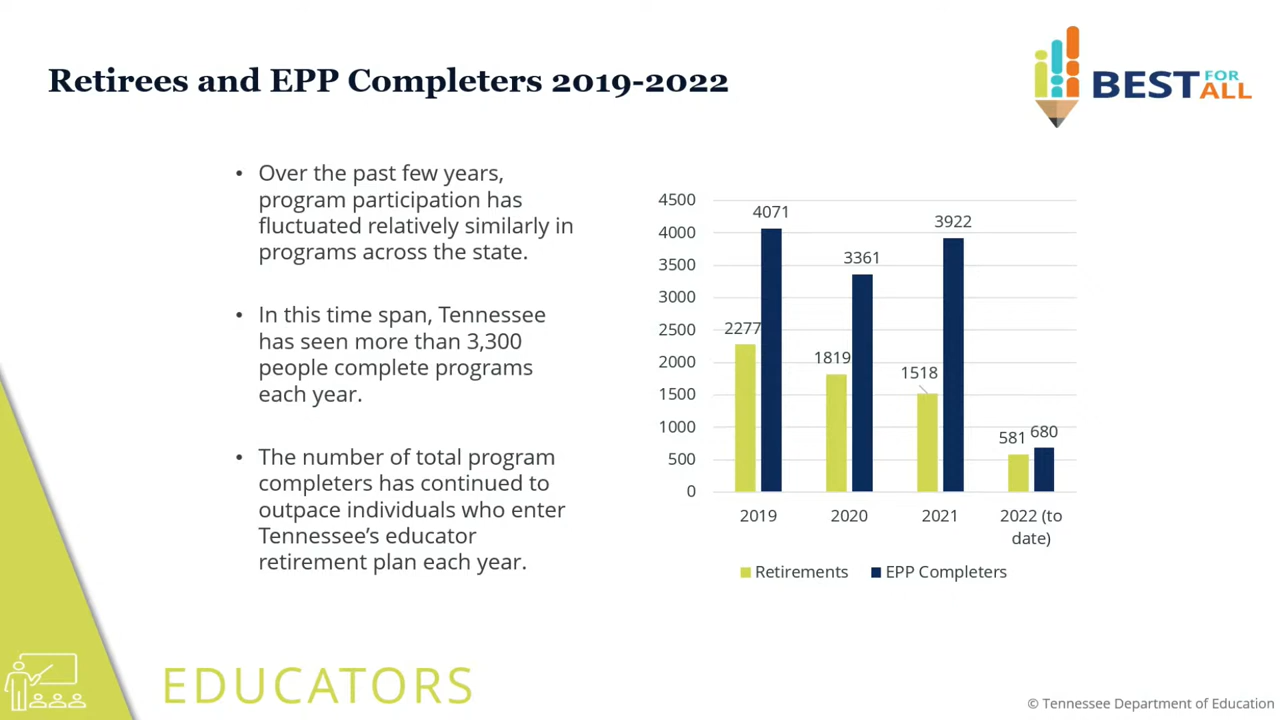 Retirees and EPP Completers 2019-2022
BEST FOR ALL
• Over the past few years,
program participation has
fluctuated relatively similarly in
programs across the state.
• In this time span, Tennessee
has seen more than 3,300
people complete programs
each year.
• The number of total program
completers has continued to
outpace individuals who enter
Tennessee’s educator
retirement plan each year.
4500
4000
3500
3000
2500
2000
1500
1000
500
0
2277
4071
1819
3361
1518
3922
581
680
2019
2020
2021
2022 (to
date)
Retirements
EPP Completers
EDUCATORS
© Tennessee Department of Education